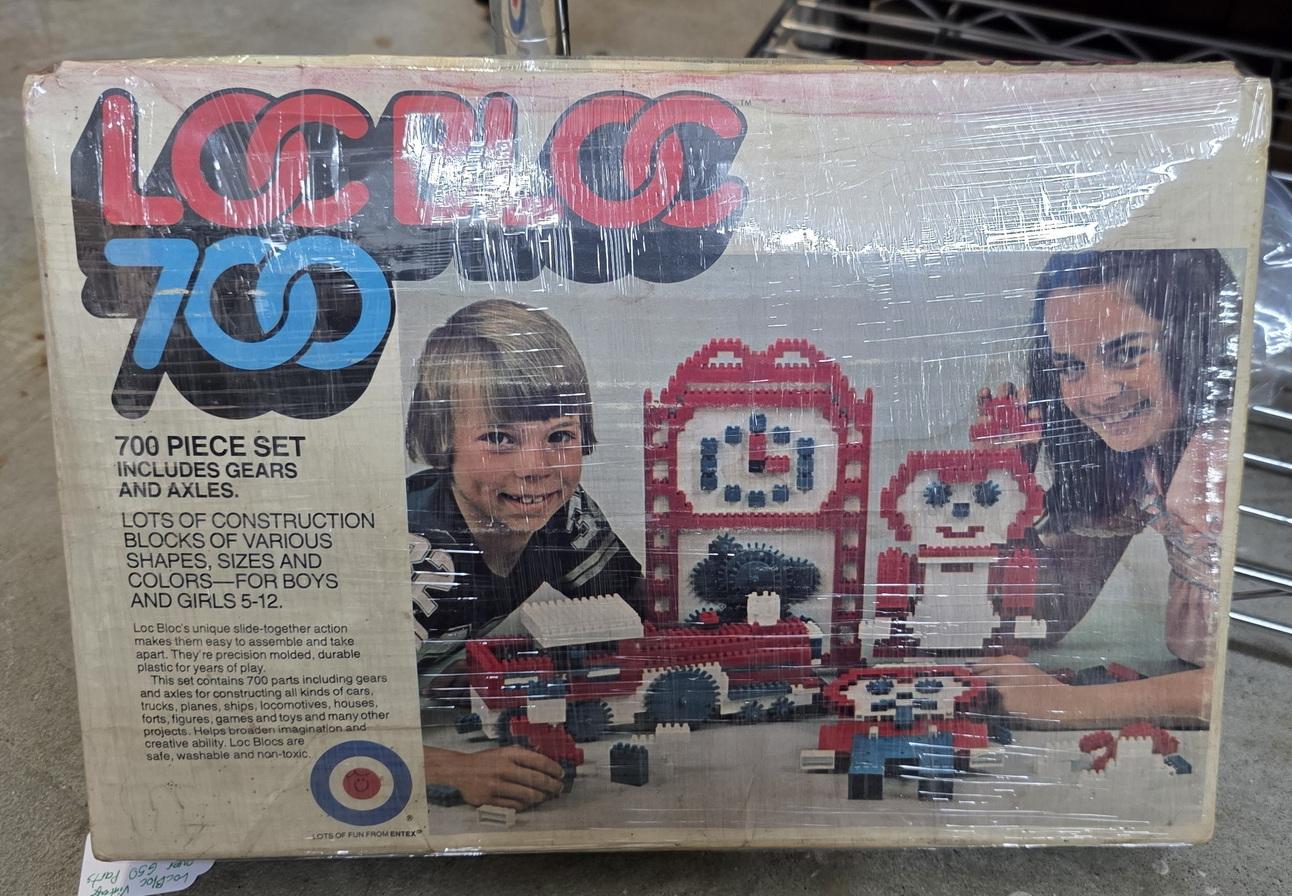 LOC BLOC™
700
700 PIECE SET
INCLUDES GEARS
AND AXLES.
LOTS OF CONSTRUCTION
BLOCKS OF VARIOUS
SHAPES, SIZES AND
COLORS—FOR BOYS
AND GIRLS 5-12.
Loc Bloc's unique slide-together action
makes them easy to assemble and take
apart. They're precision molded, durable
plastic for years of play.
This set contains 700 parts including gears
and axles for constructing all kinds of cars,
trucks, planes, ships, locomotives, houses,
forts, figures, games and toys and many other
projects. Helps broaden imagination and
creative ability. Loc Blocs are
safe, washable and non-toxic.
®
LOTS OF FUN FROM ENTEX®
LocBloc Vintage
over 650 Parts